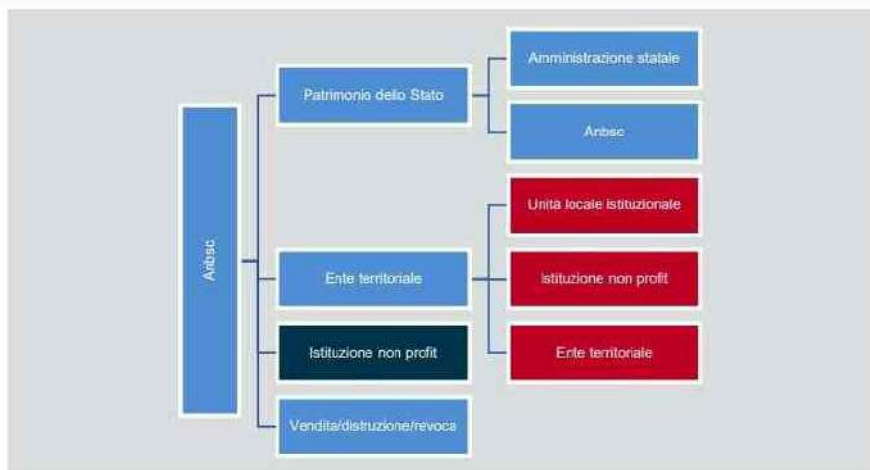 Anbsc
Patrimonio dello Stato
Amministrazione statale
Anbsc
Ente territoriale
Unità locale istituzionale
Istituzione non profit
Ente territoriale
Istituzione non profit
Vendita/distruzione/revoca